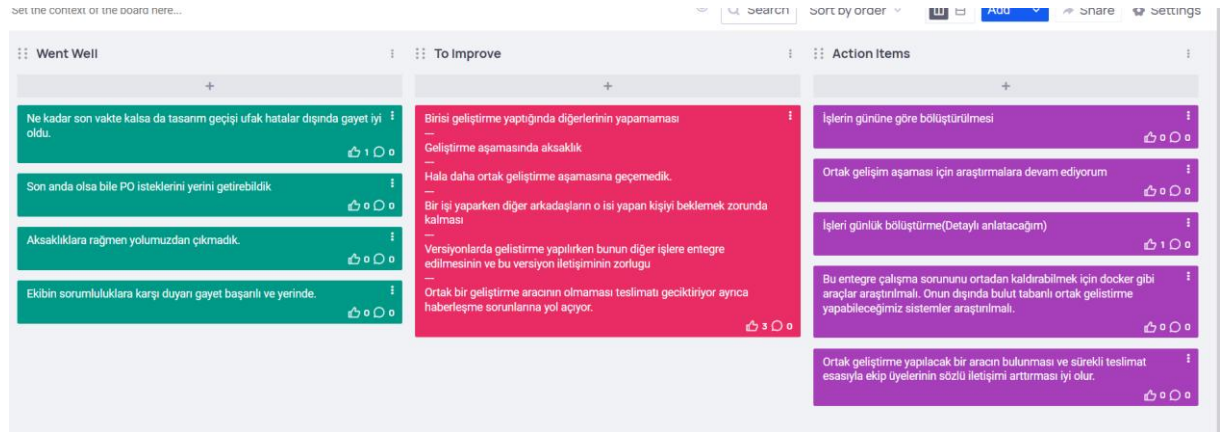 Set the context of the board here...
Search
Sort by order
Add
Share
Settings
Went Well
+
Ne kadar son vakte kalsa da tasarım geçişi ufak hatalar dışında gayet iyi
oldu.
1 0
Son anda olsa bile PO isteklerini yerini getirebildik
0 0
Aksaklıklara rağmen yolumuzdan çıkmadık.
0 0
Ekibin sorumluluklara karşı duyarı gayet başarılı ve yerinde.
0 0
To Improve
+
Birisi geliştirme yaptığında diğerlerinin yapamaması
—
Geliştirme aşamasında aksaklık
—
Hala daha ortak geliştirme aşamasına geçemedik.
—
Bir işi yaparken diğer arkadaşların o isi yapan kişiyi beklemek zorunda
kalması
—
Versiyonlarda gelistirme yapılırken bunun diğer işlere entegre
edilmesinin ve bu versiyon iletişiminin zorlugu
—
Ortak bir geliştirme aracının olmaması teslimatı geciktiriyor ayrıca
haberleşme sorunlarına yol açıyor.
3 0
Action Items
+
İşlerin gününe göre bölüştürülmesi
0 0
Ortak gelişim aşaması için araştırmalara devam ediyorum
0 0
İşleri günlük bölüştürme(Detaylı anlatacağım)
1 0
Bu entegre çalışma sorununu ortadan kaldırabilmek için docker gibi
araçlar araştırılmalı. Onun dışında bulut tabanlı ortak gelistirme
yapabileceğimiz sistemler araştırılmalı.
0 0
Ortak geliştirme yapılacak bir aracın bulunması ve sürekli teslimat
esasıyla ekip üyelerinin sözlü iletişimi arttırması iyi olur.
0 0